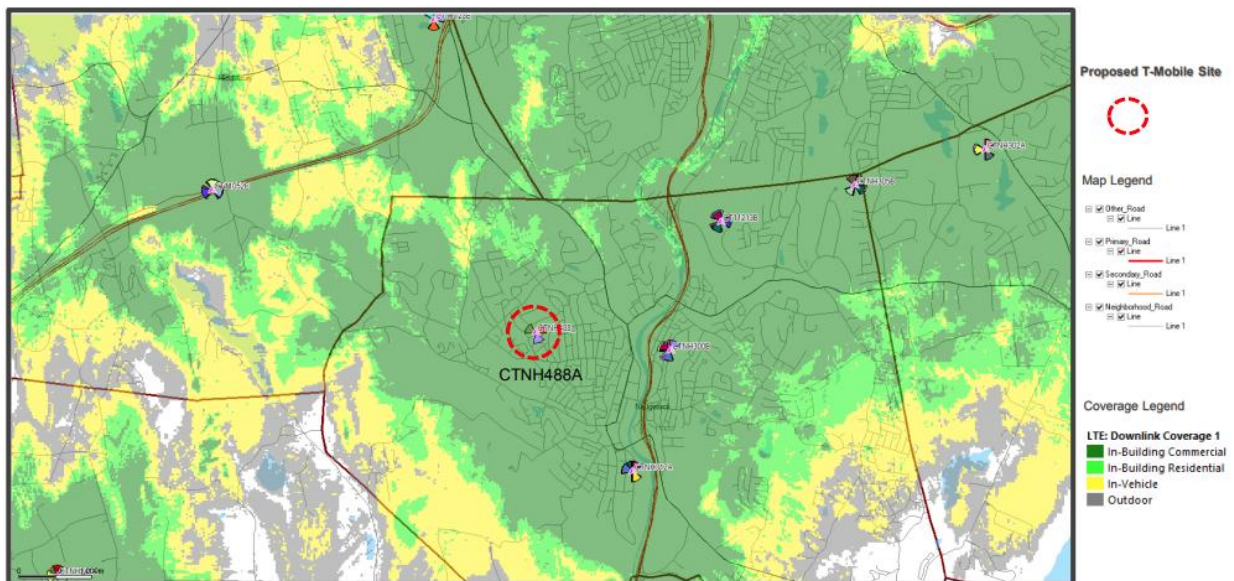 Proposed T-Mobile Site
CTNH302A
CTNH488A
Map Legend
Other_Road
Line
Line 1
Primary_Road
Line
Line 1
Secondary_Road
Line
Line 1
Neighborhood_Road
Line
Line 1
Coverage Legend
LTE: Downlink Coverage 1
In-Building Commercial
In-Building Residential
In-Vehicle
Outdoor